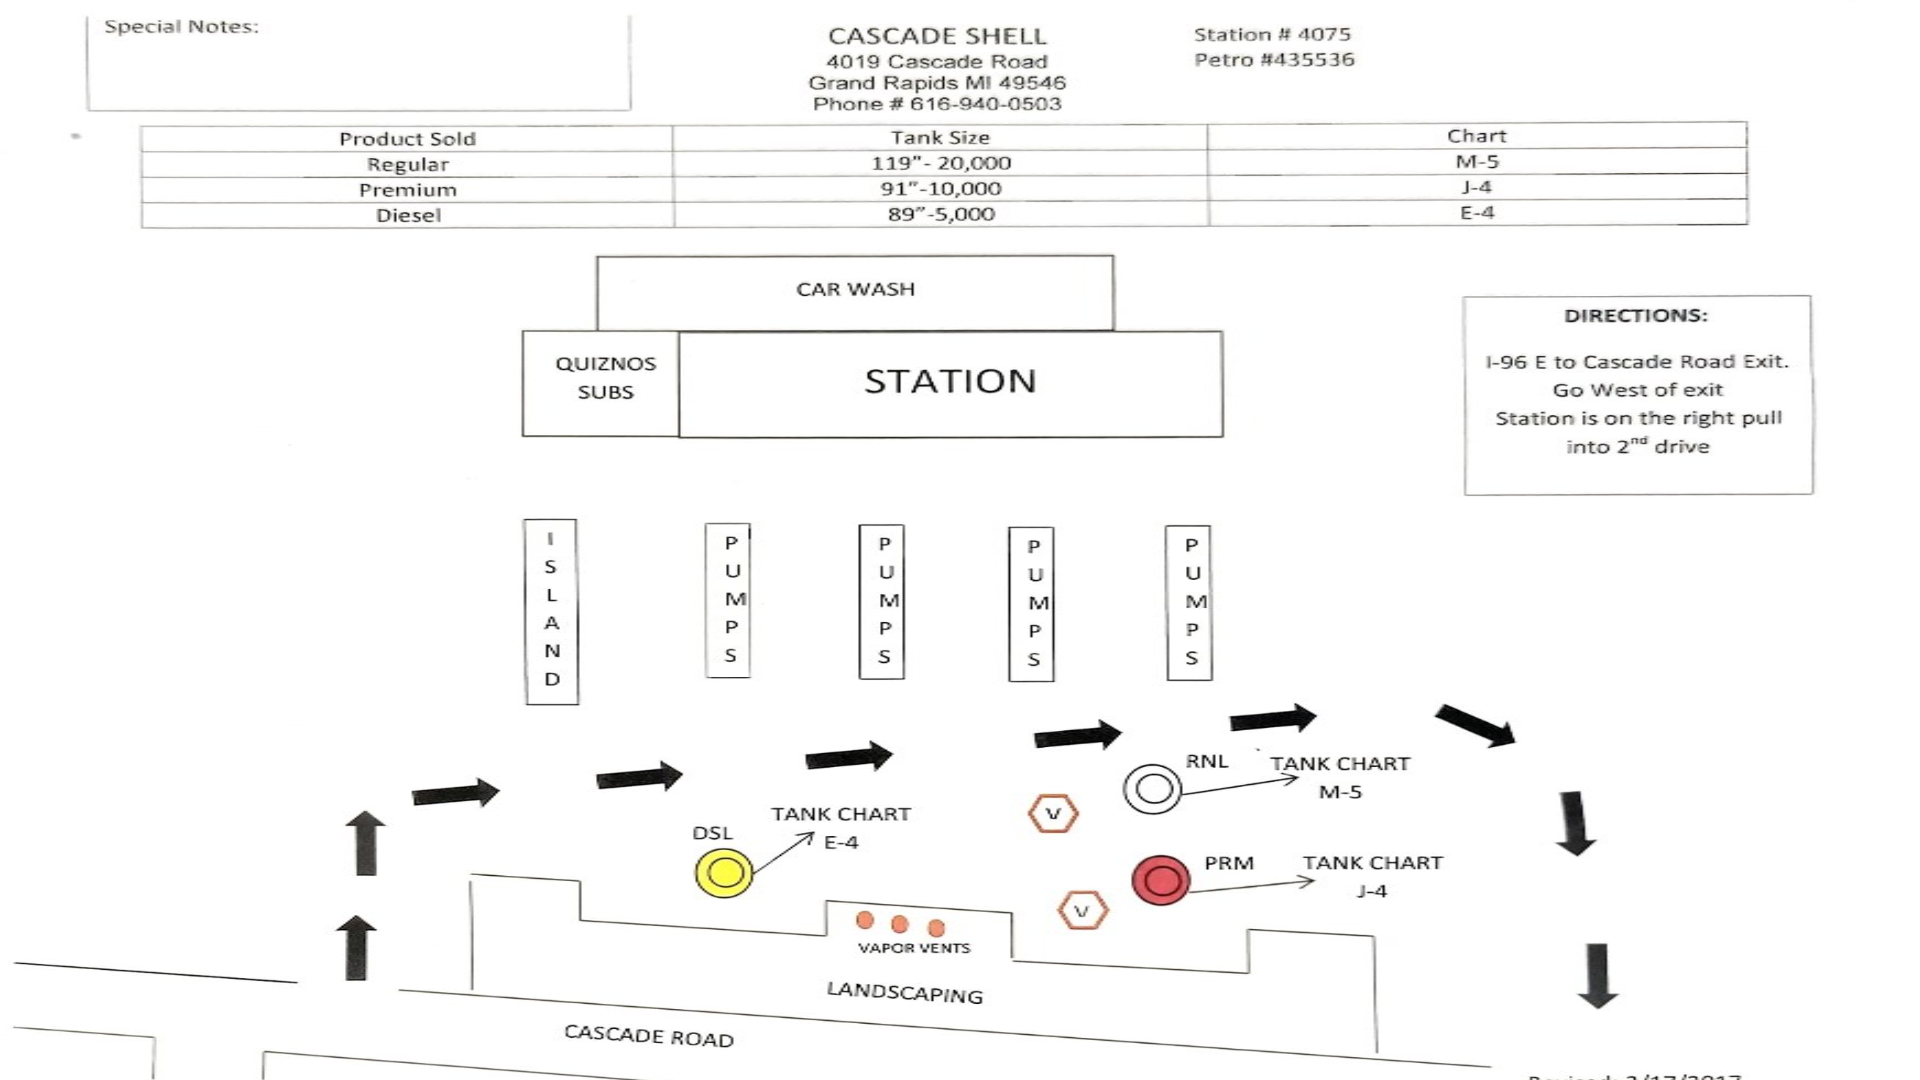 Special Notes:
CASCADE SHELL
4019 Cascade Road
Grand Rapids MI 49546
Phone # 616-940-0503
Station # 4075
Petro #435536
Product Sold Tank Size Chart
Regular 119"- 20,000 M-5
Premium 91"-10,000 J-4
Diesel 89"-5,000 E-4
CAR WASH
QUIZNOS
SUBS
STATION
DIRECTIONS:
I-96 E to Cascade Road Exit.
Go West of exit
Station is on the right pull
into 2nd drive
ISLAND
PUMPS
PUMPS
PUMPS
PUMPS
RNL
TANK CHART
M-5
DSL
TANK CHART
E-4
V
PRM
TANK CHART
J-4
V
VAPOR VENTS
LANDSCAPING
CASCADE ROAD